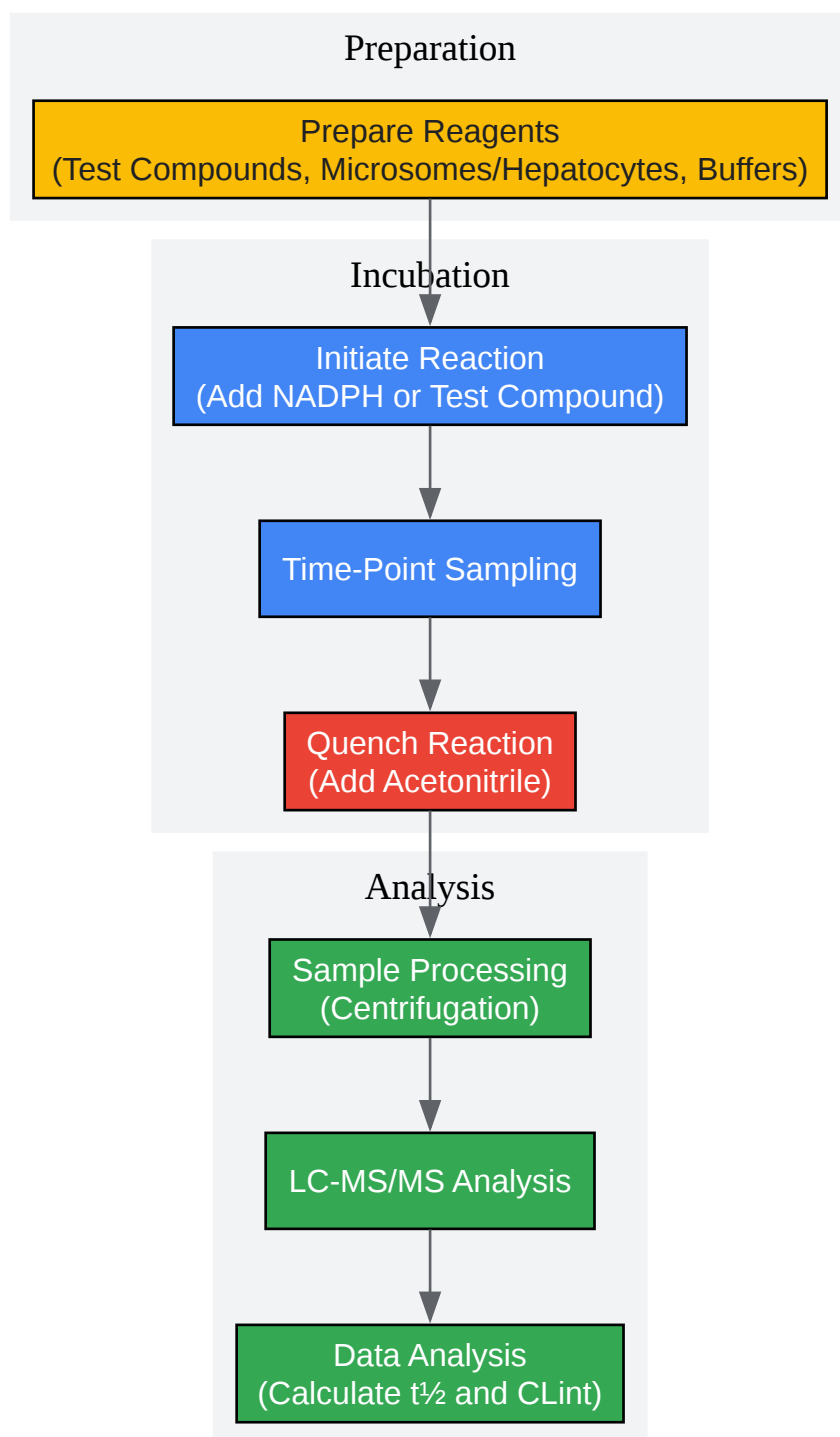 Preparation
Prepare Reagents
(Test Compounds, Microsomes/Hepatocytes, Buffers)
Incubation
Initiate Reaction
(Add NADPH or Test Compound)
Time-Point Sampling
Quench Reaction
(Add Acetonitrile)
Analysis
Sample Processing
(Centrifugation)
LC-MS/MS Analysis
Data Analysis
(Calculate t½ and CLint)